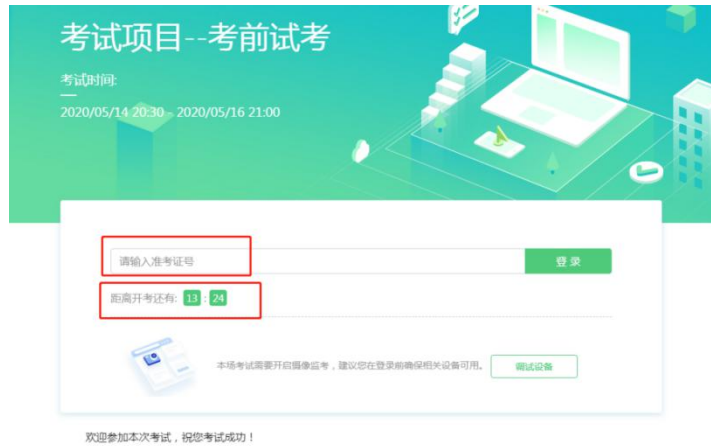 考试项目--考前试考
考试时间:
2020/05/14 20:30 - 2020/05/16 21:00
请输入准考证号
登录
距离开考还有: 13 : 24
本场考试需要开启摄像监考，建议您在登录前确保相关设备可用。
调试设备
欢迎参加本次考试，祝您考试成功！